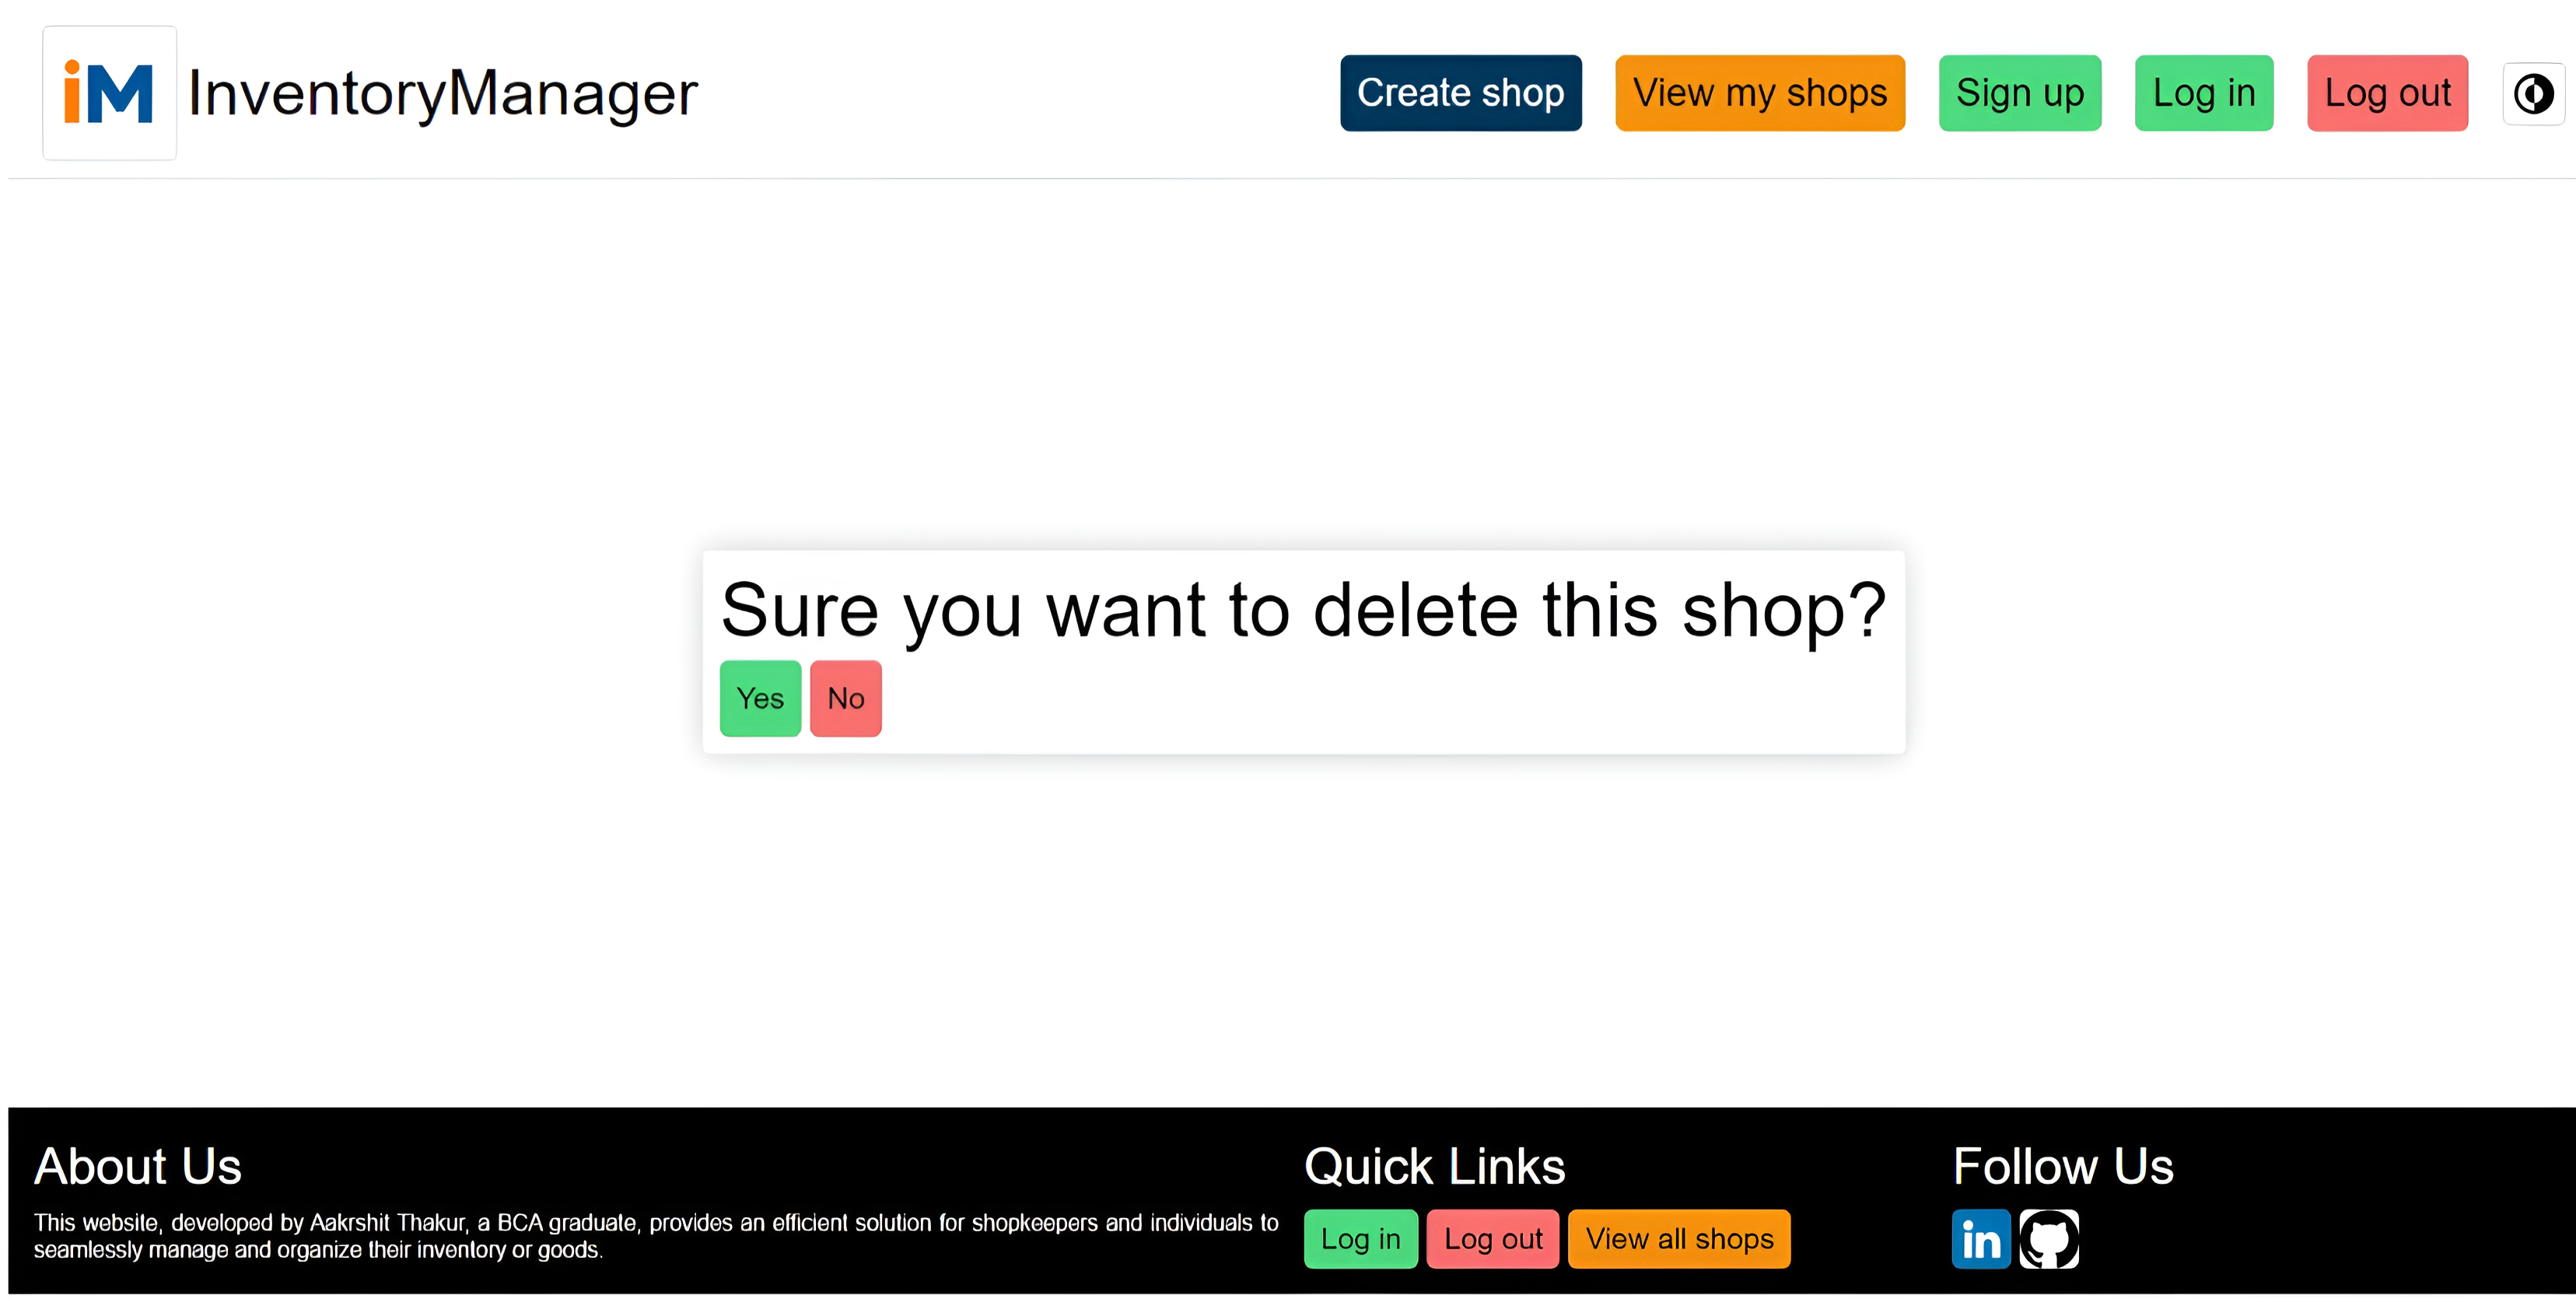 iM InventoryManager Create shop View my shops Sign up Log in Log out
Sure you want to delete this shop?
Yes No
About Us
This website, developed by Aakrshit Thakur, a BCA graduate, provides an efficient solution for shopkeepers and individuals to
seamlessly manage and organize their inventory or goods.
Quick Links
Log in Log out View all shops
Follow Us
in